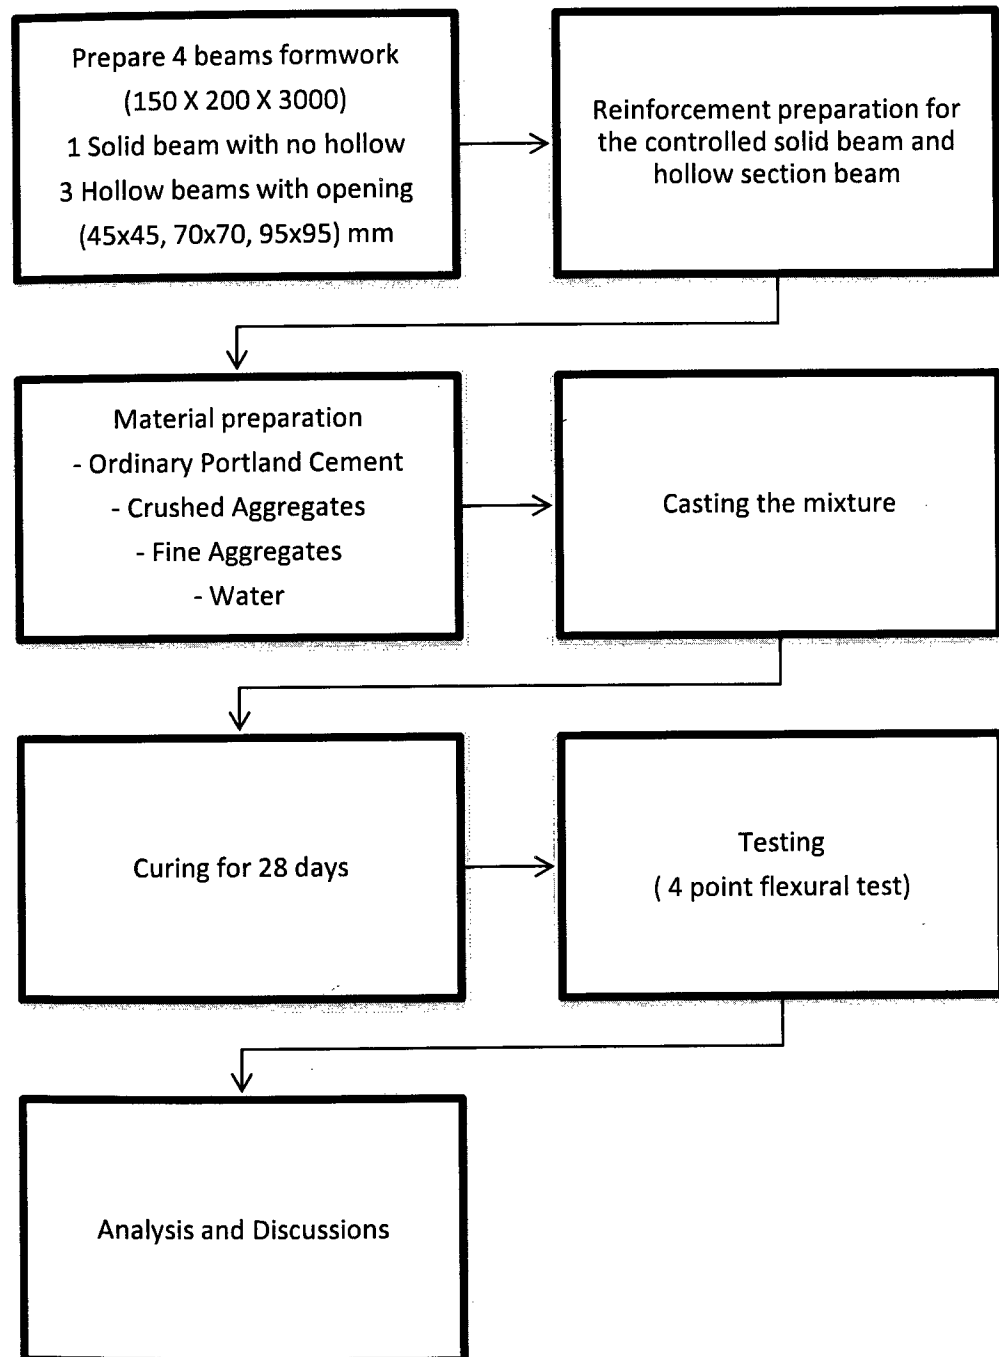 Prepare 4 beams formwork
(150 X 200 X 3000)
1 Solid beam with no hollow
3 Hollow beams with opening
(45x45, 70x70, 95x95) mm
Reinforcement preparation for
the controlled solid beam and
hollow section beam
Material preparation
- Ordinary Portland Cement
- Crushed Aggregates
- Fine Aggregates
- Water
Casting the mixture
Curing for 28 days
Testing
( 4 point flexural test)
Analysis and Discussions